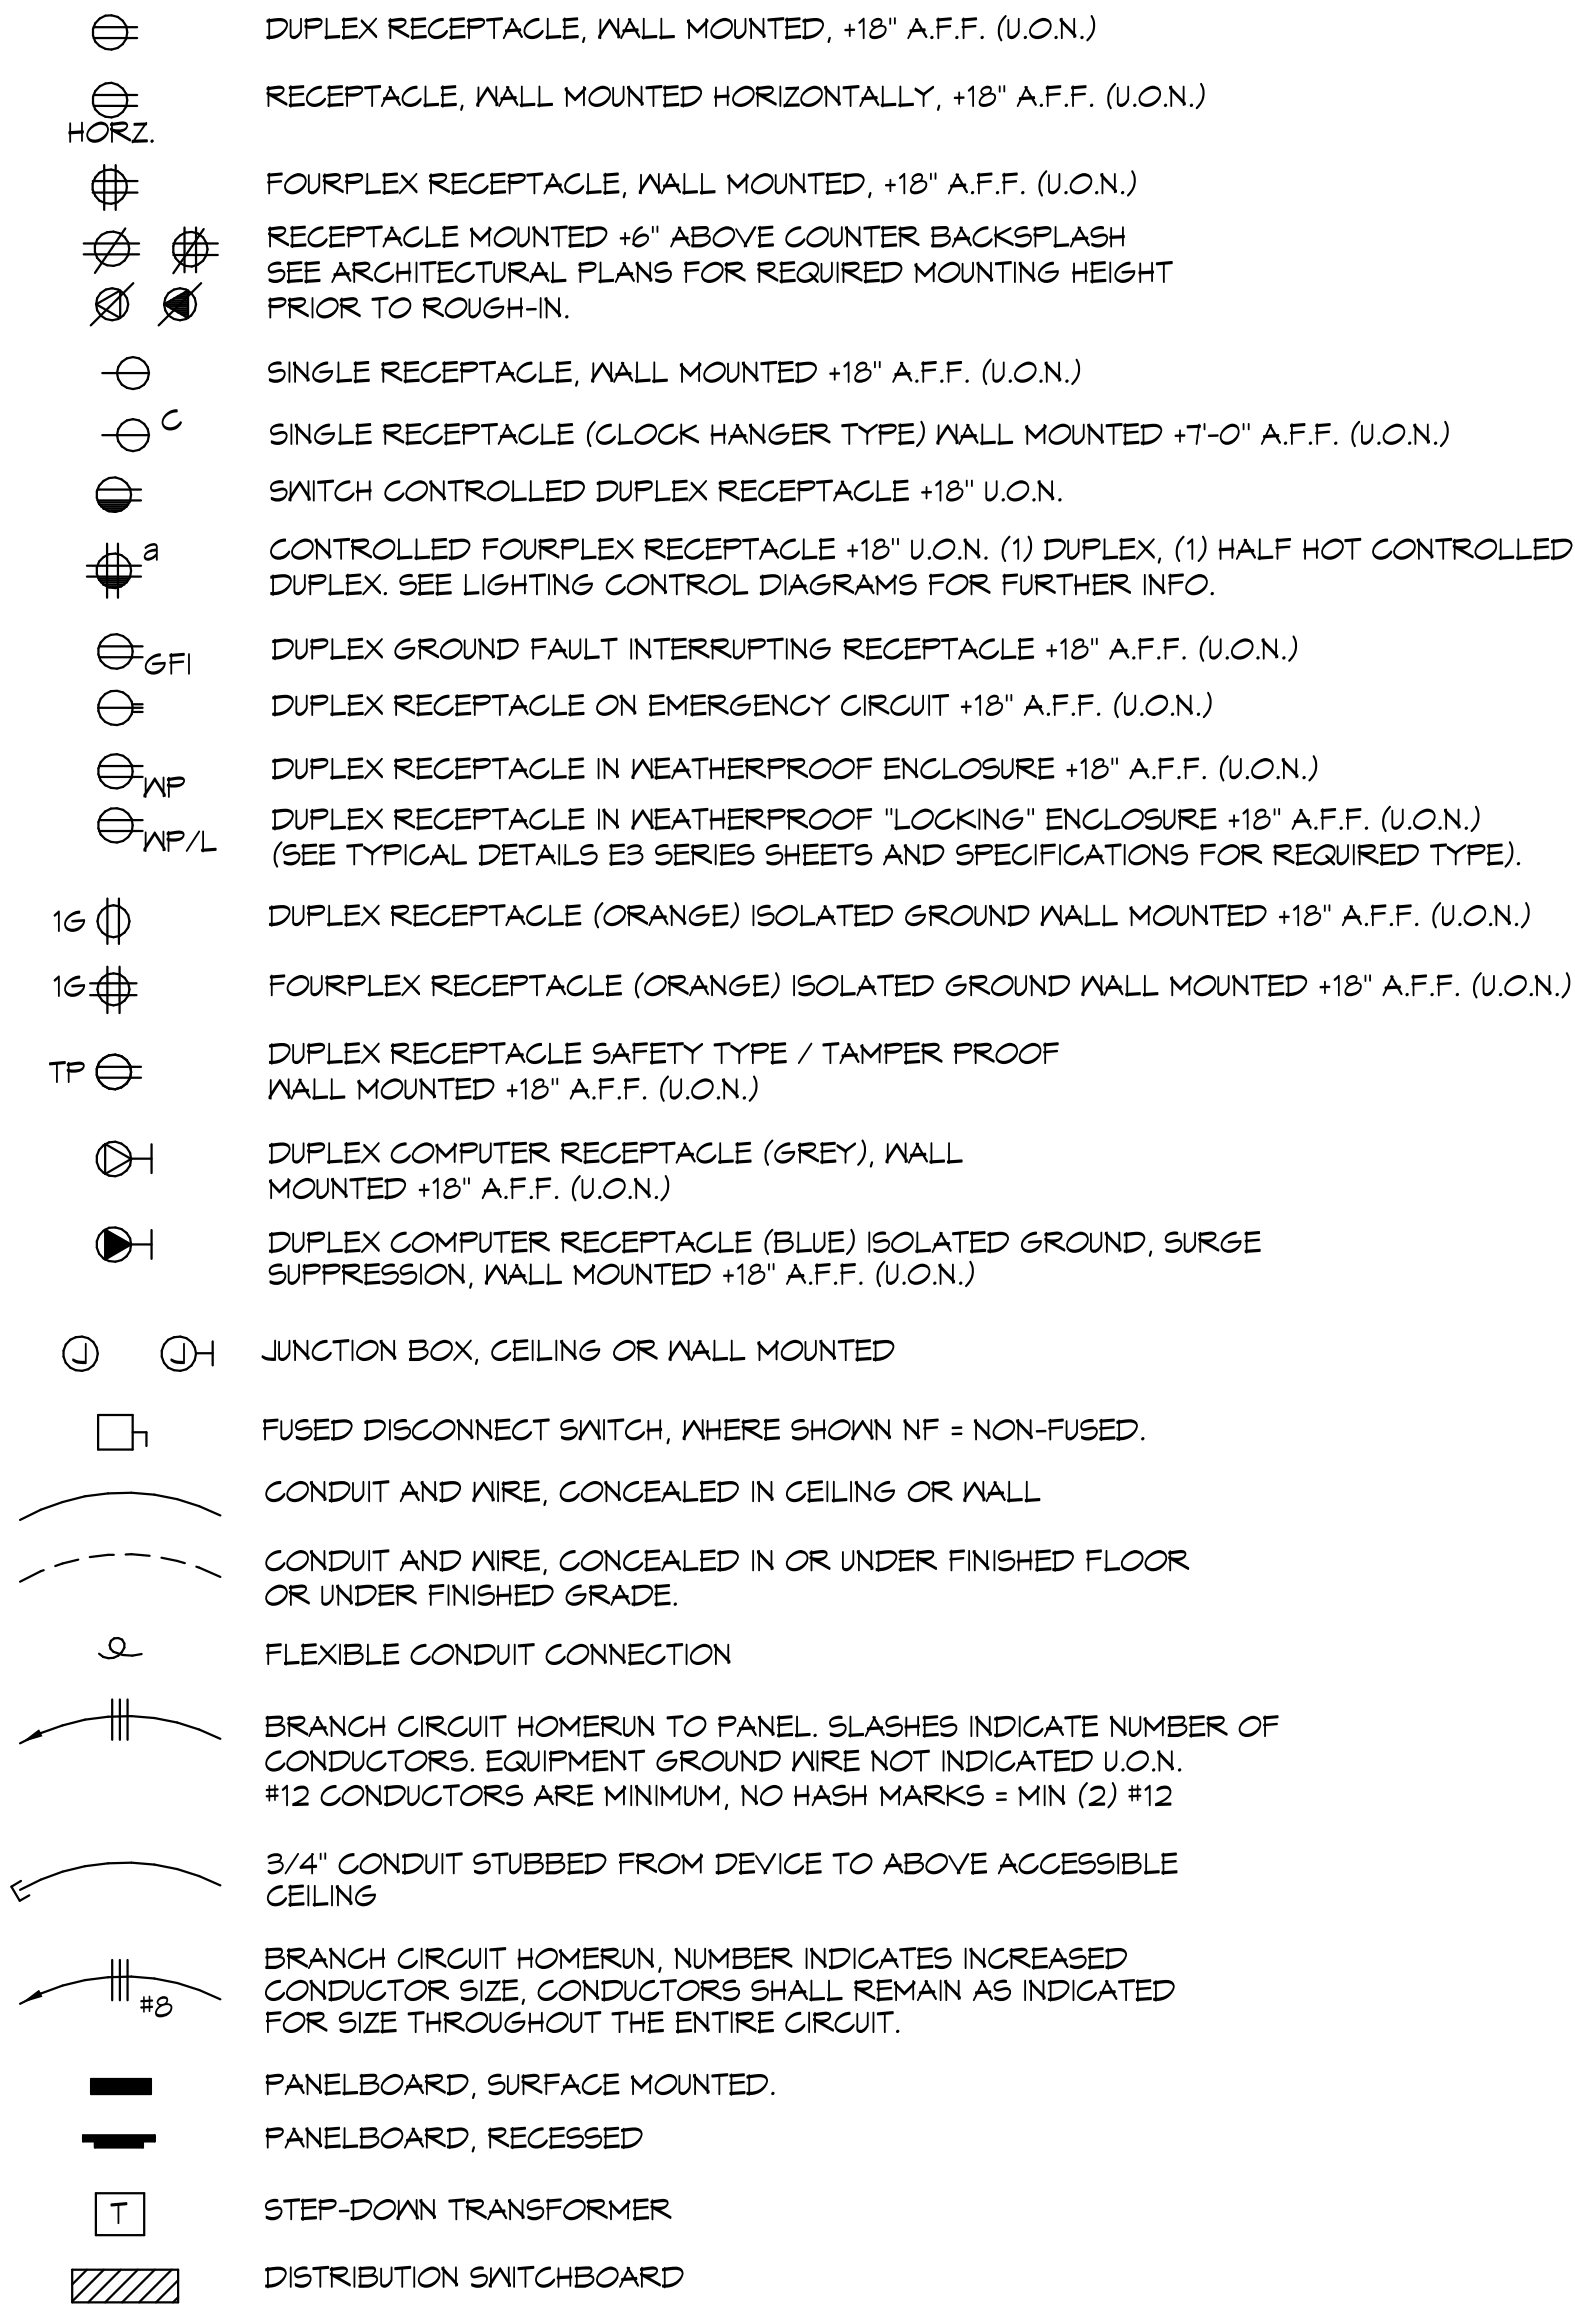 DUPLEX RECEPTACLE, WALL MOUNTED, +18" A.F.F. (U.O.N.)
RECEPTACLE, WALL MOUNTED HORIZONTALLY, +18" A.F.F. (U.O.N.)
HORZ.
FOURPLEX RECEPTACLE, WALL MOUNTED, +18" A.F.F. (U.O.N.)
RECEPTACLE MOUNTED +6" ABOVE COUNTER BACKSPLASH
SEE ARCHITECTURAL PLANS FOR REQUIRED MOUNTING HEIGHT
PRIOR TO ROUGH-IN.
SINGLE RECEPTACLE, WALL MOUNTED +18" A.F.F. (U.O.N.)
C SINGLE RECEPTACLE (CLOCK HANGER TYPE) WALL MOUNTED +7'-0" A.F.F. (U.O.N.)
SWITCH CONTROLLED DUPLEX RECEPTACLE +18" U.O.N.
a CONTROLLED FOURPLEX RECEPTACLE +18" U.O.N. (1) DUPLEX, (1) HALF HOT CONTROLLED
DUPLEX. SEE LIGHTING CONTROL DIAGRAMS FOR FURTHER INFO.
GFI DUPLEX GROUND FAULT INTERRUPTING RECEPTACLE +18" A.F.F. (U.O.N.)
DUPLEX RECEPTACLE ON EMERGENCY CIRCUIT +18" A.F.F. (U.O.N.)
WP DUPLEX RECEPTACLE IN WEATHERPROOF ENCLOSURE +18" A.F.F. (U.O.N.)
WP/L DUPLEX RECEPTACLE IN WEATHERPROOF "LOCKING" ENCLOSURE +18" A.F.F. (U.O.N.)
(SEE TYPICAL DETAILS E3 SERIES SHEETS AND SPECIFICATIONS FOR REQUIRED TYPE).
1G DUPLEX RECEPTACLE (ORANGE) ISOLATED GROUND WALL MOUNTED +18" A.F.F. (U.O.N.)
1G FOURPLEX RECEPTACLE (ORANGE) ISOLATED GROUND WALL MOUNTED +18" A.F.F. (U.O.N.)
TP DUPLEX RECEPTACLE SAFETY TYPE / TAMPER PROOF
WALL MOUNTED +18" A.F.F. (U.O.N.)
DUPLEX COMPUTER RECEPTACLE (GREY), WALL
MOUNTED +18" A.F.F. (U.O.N.)
DUPLEX COMPUTER RECEPTACLE (BLUE) ISOLATED GROUND, SURGE
SUPPRESSION, WALL MOUNTED +18" A.F.F. (U.O.N.)
J J JUNCTION BOX, CEILING OR WALL MOUNTED
FUSED DISCONNECT SWITCH, WHERE SHOWN NF = NON-FUSED.
CONDUIT AND WIRE, CONCEALED IN CEILING OR WALL
CONDUIT AND WIRE, CONCEALED IN OR UNDER FINISHED FLOOR
OR UNDER FINISHED GRADE.
FLEXIBLE CONDUIT CONNECTION
BRANCH CIRCUIT HOMERUN TO PANEL. SLASHES INDICATE NUMBER OF
CONDUCTORS. EQUIPMENT GROUND WIRE NOT INDICATED U.O.N.
#12 CONDUCTORS ARE MINIMUM, NO HASH MARKS = MIN (2) #12
3/4" CONDUIT STUBBED FROM DEVICE TO ABOVE ACCESSIBLE
CEILING
BRANCH CIRCUIT HOMERUN, NUMBER INDICATES INCREASED
CONDUCTOR SIZE, CONDUCTORS SHALL REMAIN AS INDICATED
#8 FOR SIZE THROUGHOUT THE ENTIRE CIRCUIT.
PANELBOARD, SURFACE MOUNTED.
PANELBOARD, RECESSED
T STEP-DOWN TRANSFORMER
DISTRIBUTION SWITCHBOARD